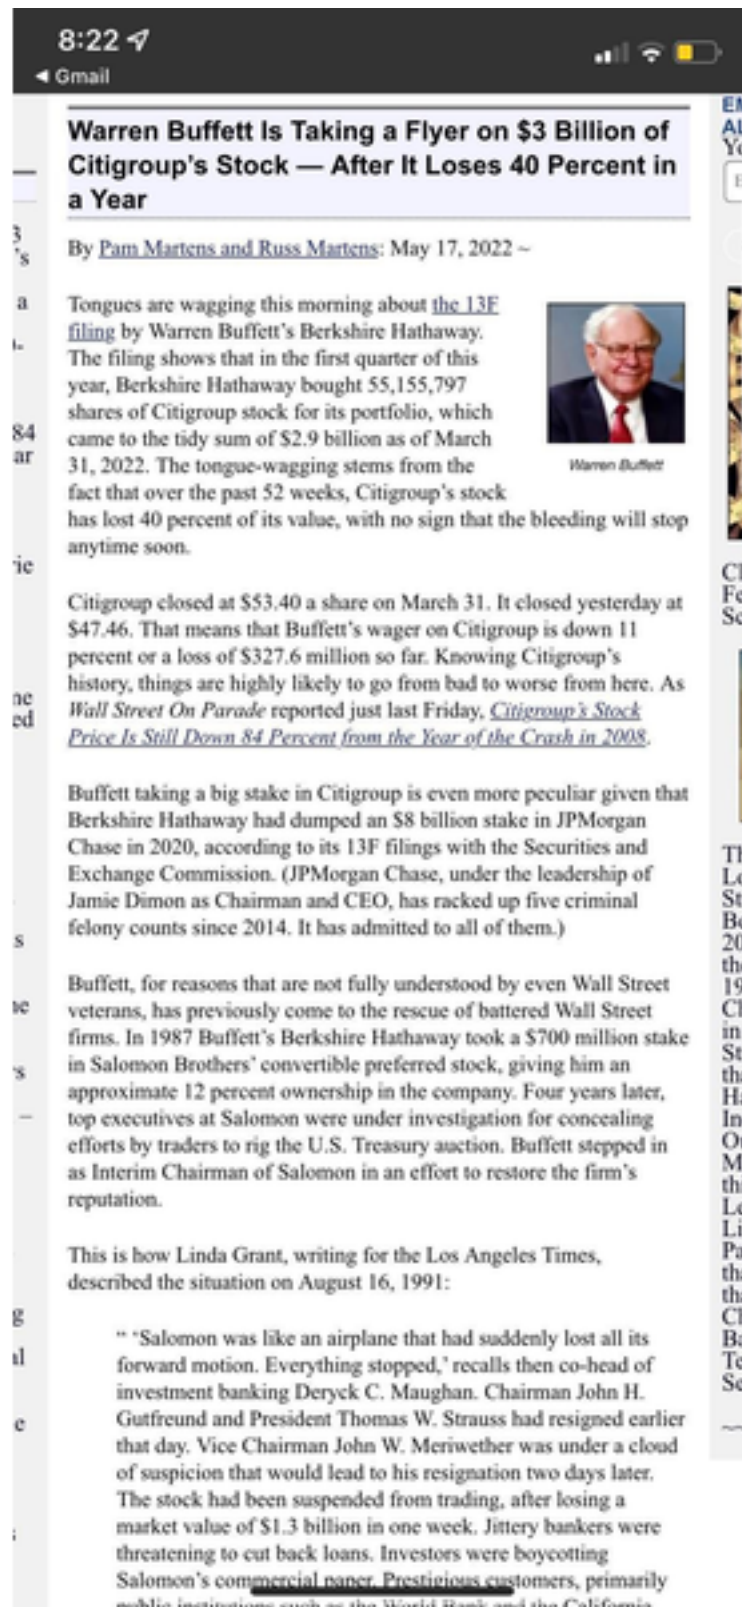 8:22
◀ Gmail
Warren Buffett Is Taking a Flyer on $3 Billion of
Citigroup's Stock — After It Loses 40 Percent in
a Year
By Pam Martens and Russ Martens: May 17, 2022 ~
Tongues are wagging this morning about the 13F
filing by Warren Buffett's Berkshire Hathaway.
The filing shows that in the first quarter of this
year, Berkshire Hathaway bought 55,155,797
shares of Citigroup stock for its portfolio, which
came to the tidy sum of $2.9 billion as of March
31, 2022. The tongue-wagging stems from the
fact that over the past 52 weeks, Citigroup's stock
has lost 40 percent of its value, with no sign that the bleeding will stop
anytime soon.
Warren Buffett
Citigroup closed at $53.40 a share on March 31. It closed yesterday at
$47.46. That means that Buffett's wager on Citigroup is down 11
percent or a loss of $327.6 million so far. Knowing Citigroup's
history, things are highly likely to go from bad to worse from here. As
Wall Street On Parade reported just last Friday, Citigroup's Stock
Price Is Still Down 84 Percent from the Year of the Crash in 2008.
Buffett taking a big stake in Citigroup is even more peculiar given that
Berkshire Hathaway had dumped an $8 billion stake in JPMorgan
Chase in 2020, according to its 13F filings with the Securities and
Exchange Commission. (JPMorgan Chase, under the leadership of
Jamie Dimon as Chairman and CEO, has racked up five criminal
felony counts since 2014. It has admitted to all of them.)
Buffett, for reasons that are not fully understood by even Wall Street
veterans, has previously come to the rescue of battered Wall Street
firms. In 1987 Buffett's Berkshire Hathaway took a $700 million stake
in Salomon Brothers' convertible preferred stock, giving him an
approximate 12 percent ownership in the company. Four years later,
top executives at Salomon were under investigation for concealing
efforts by traders to rig the U.S. Treasury auction. Buffett stepped in
as Interim Chairman of Salomon in an effort to restore the firm's
reputation.
This is how Linda Grant, writing for the Los Angeles Times,
described the situation on August 16, 1991:
" 'Salomon was like an airplane that had suddenly lost all its
forward motion. Everything stopped,' recalls then co-head of
investment banking Deryck C. Maughan. Chairman John H.
Gutfreund and President Thomas W. Strauss had resigned earlier
that day. Vice Chairman John W. Meriwether was under a cloud
of suspicion that would lead to his resignation two days later.
The stock had been suspended from trading, after losing a
market value of $1.3 billion in one week. Jittery bankers were
threatening to cut back loans. Investors were boycotting
Salomon's commercial paper. Prestigious customers, primarily
public institutions such as the World Bank and the California